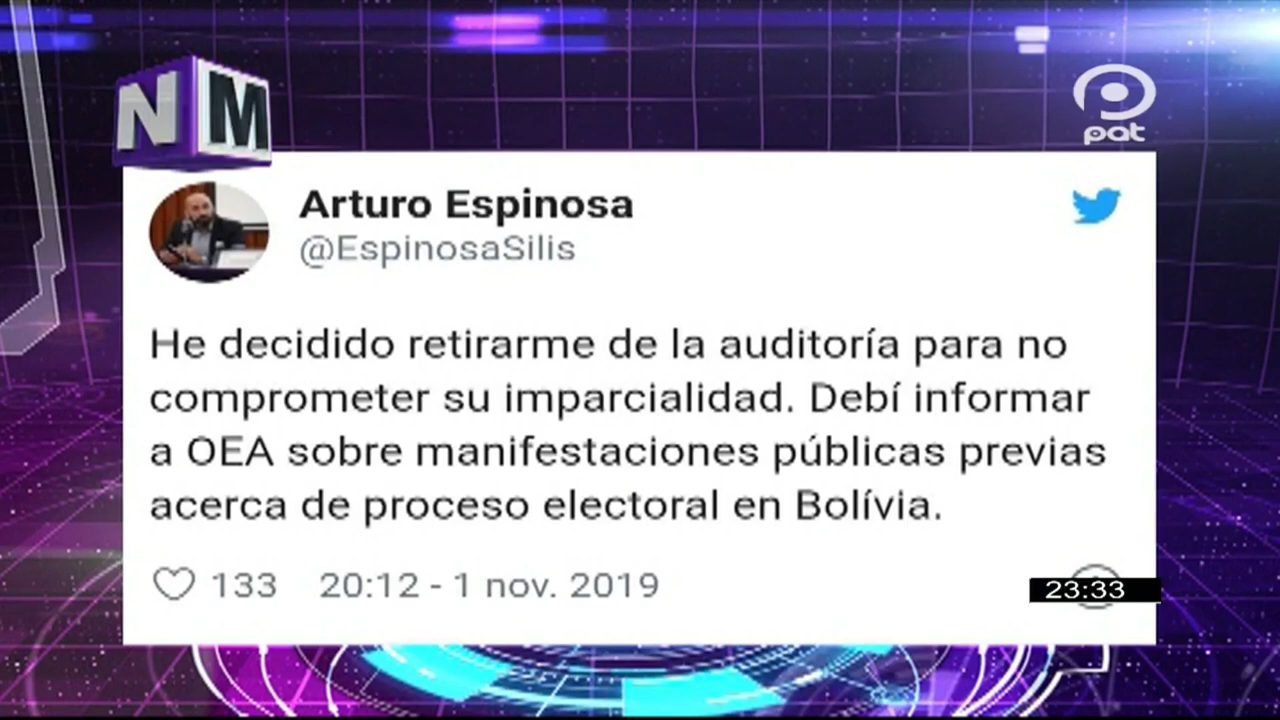 NM
pat
Arturo Espinosa
@EspinosaSilis
He decidido retirarme de la auditoría para no
comprometer su imparcialidad. Debí informar
a OEA sobre manifestaciones públicas previas
acerca de proceso electoral en Bolívia.
133 20:12 - 1 nov. 2019
23:33